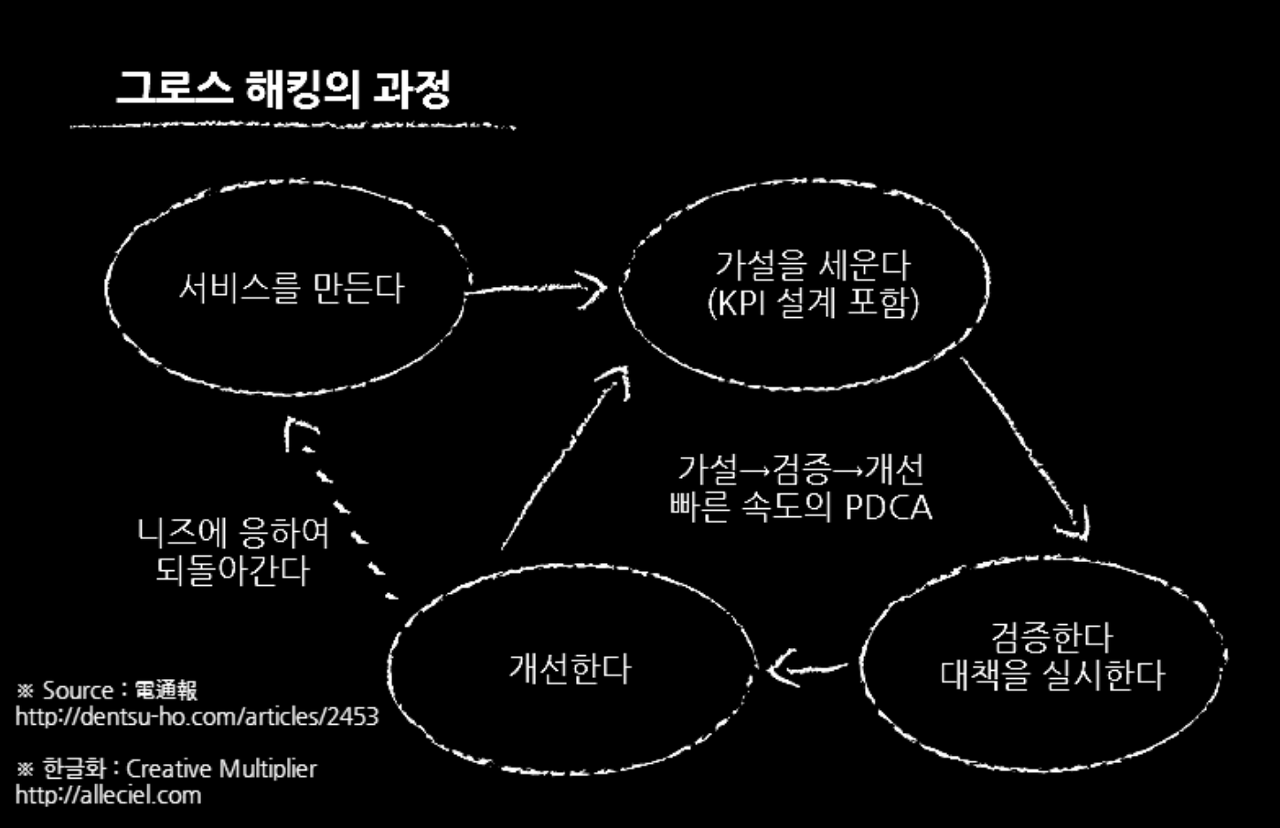 그로스 해킹의 과정
서비스를 만든다
가설을 세운다
(KPI 설계 포함)
가설→검증→개선
빠른 속도의 PDCA
니즈에 응하여
되돌아간다
개선한다
검증한다
대책을 실시한다
※ Source : 電通報
http://dentsu-ho.com/articles/2453
※ 한글화 : Creative Multiplier
http://alleciel.com